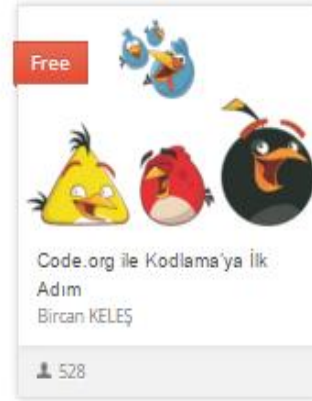 Free
Code.org ile Kodlama'ya İlk
Adım
Bircan KELEŞ
528